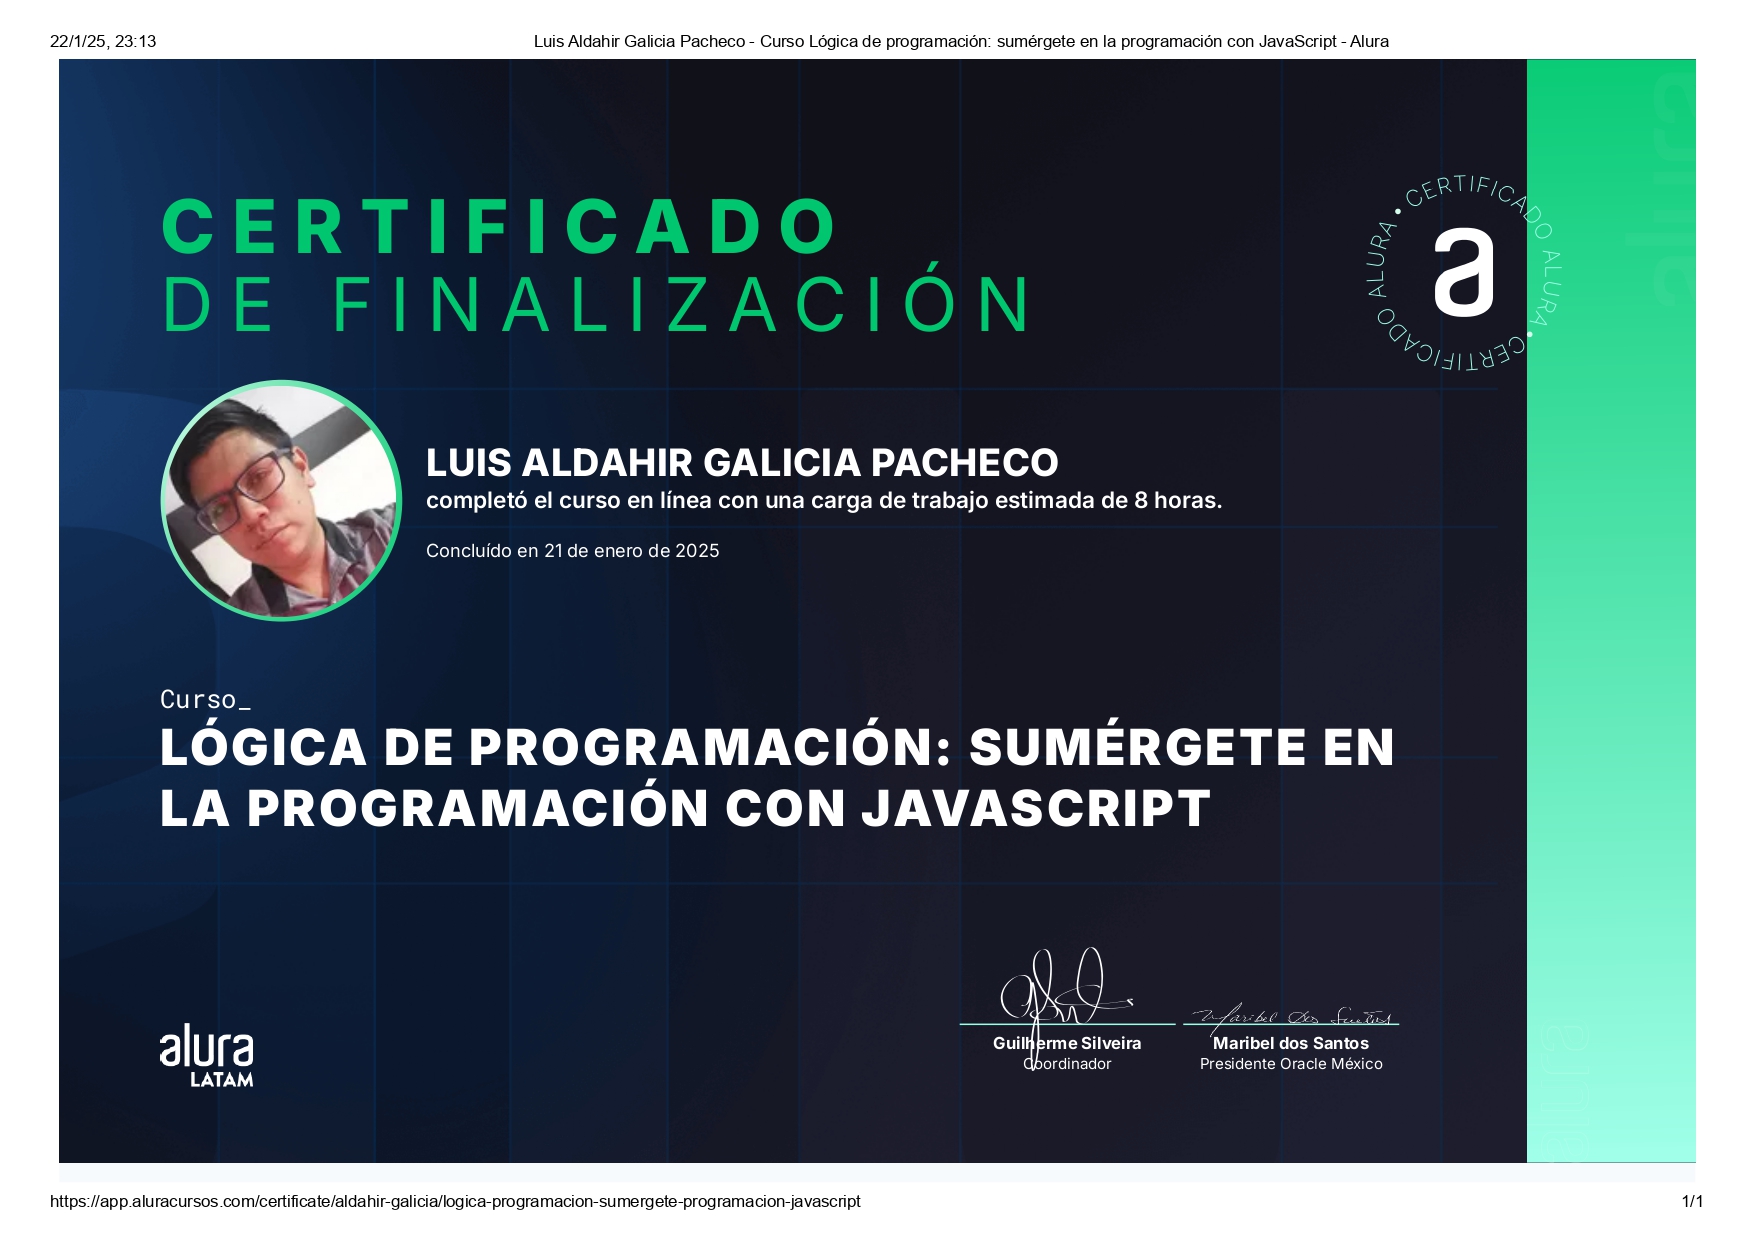 22/1/25, 23:13
Luis Aldahir Galicia Pacheco - Curso Lógica de programación: sumérgete en la programación con JavaScript - Alura
CERTIFICADO
DE FINALIZACIÓN
CERTIFICADO ALURA • CERTIFICADO ALURA •
a
LUIS ALDAHIR GALICIA PACHECO
completó el curso en línea con una carga de trabajo estimada de 8 horas.
Concluído en 21 de enero de 2025
Curso_
LÓGICA DE PROGRAMACIÓN: SUMÉRGETE EN
LA PROGRAMACIÓN CON JAVASCRIPT
Maribel dos Santos
Guilherme Silveira
Coordinador
Maribel dos Santos
Presidente Oracle México
alura
LATAM
alura
alura
https://app.aluracursos.com/certificate/aldahir-galicia/logica-programacion-sumergete-programacion-javascript
1/1